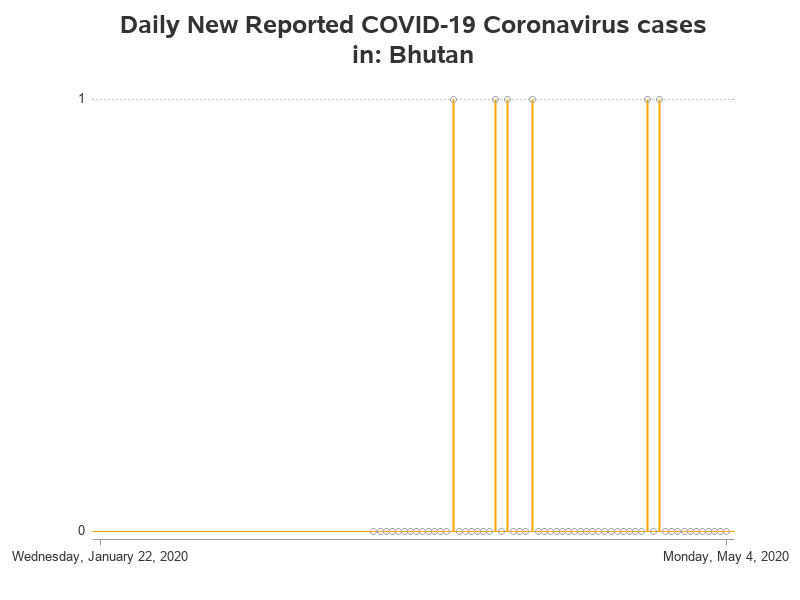 Daily New Reported COVID-19 Coronavirus cases
in: Bhutan
1
0
Wednesday, January 22, 2020
Monday, May 4, 2020